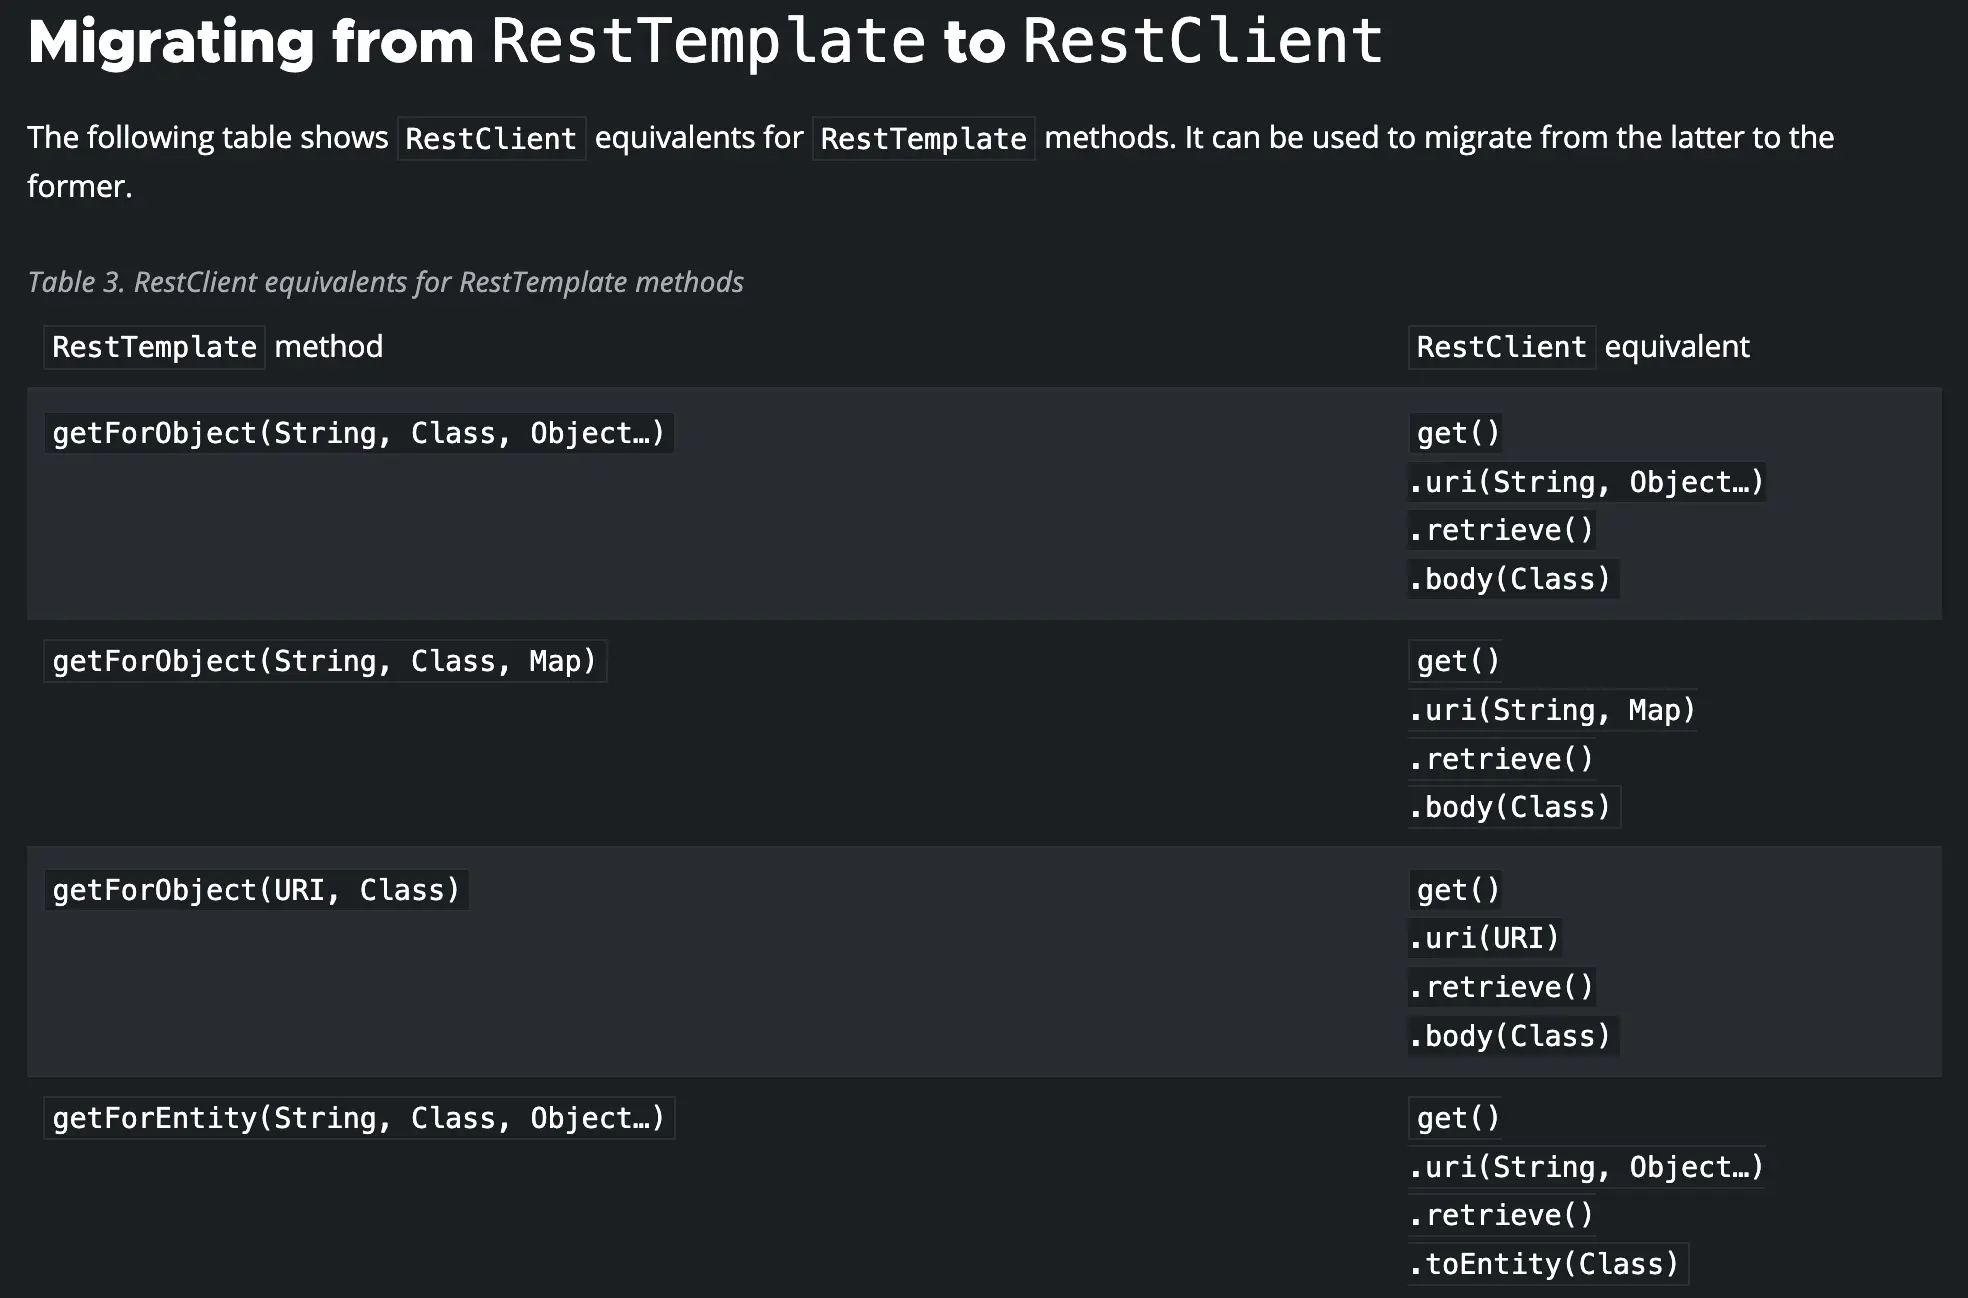 Migrating from RestTemplate to RestClient
The following table shows RestClient equivalents for RestTemplate methods. It can be used to migrate from the latter to the
former.
Table 3. RestClient equivalents for RestTemplate methods
RestTemplate method
RestClient equivalent
getForObject(String, Class, Object…)
get()
.uri(String, Object…)
.retrieve()
.body(Class)
getForObject(String, Class, Map)
get()
.uri(String, Map)
.retrieve()
.body(Class)
getForObject(URI, Class)
get()
.uri(URI)
.retrieve()
.body(Class)
getForEntity(String, Class, Object…)
get()
.uri(String, Object…)
.retrieve()
.toEntity(Class)